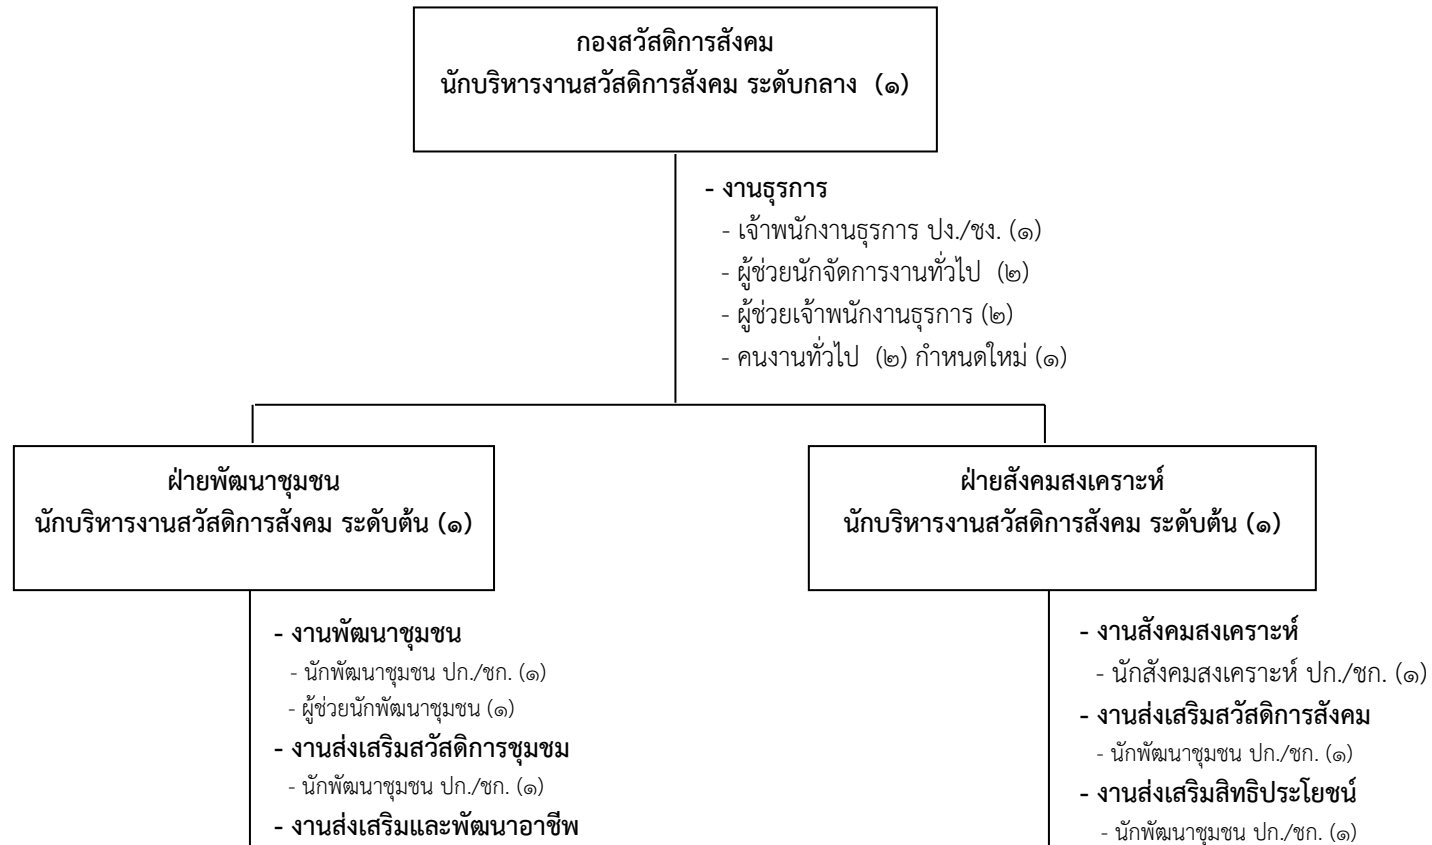 กองสวัสดิการสังคม
นักบริหารงานสวัสดิการสังคม ระดับกลาง (๑)
- งานธุรการ
- เจ้าพนักงานธุรการ ปง./ชง. (๑)
- ผู้ช่วยนักจัดการงานทั่วไป (๒)
- ผู้ช่วยเจ้าพนักงานธุรการ (๒)
- คนงานทั่วไป (๒) กำหนดใหม่ (๑)
ฝ่ายพัฒนาชุมชน
นักบริหารงานสวัสดิการสังคม ระดับต้น (๑)
- งานพัฒนาชุมชน
- นักพัฒนาชุมชน ปก./ชก. (๑)
- ผู้ช่วยนักพัฒนาชุมชน (๑)
- งานส่งเสริมสวัสดิการชุมชม
- นักพัฒนาชุมชน ปก./ชก. (๑)
- งานส่งเสริมและพัฒนาอาชีพ
ฝ่ายสังคมสงเคราะห์
นักบริหารงานสวัสดิการสังคม ระดับต้น (๑)
- งานสังคมสงเคราะห์
- นักสังคมสงเคราะห์ ปก./ชก. (๑)
- งานส่งเสริมสวัสดิการสังคม
- นักพัฒนาชุมชน ปก./ชก. (๑)
- งานส่งเสริมสิทธิประโยชน์
- นักพัฒนาชุมชน ปก./ชก. (๑)